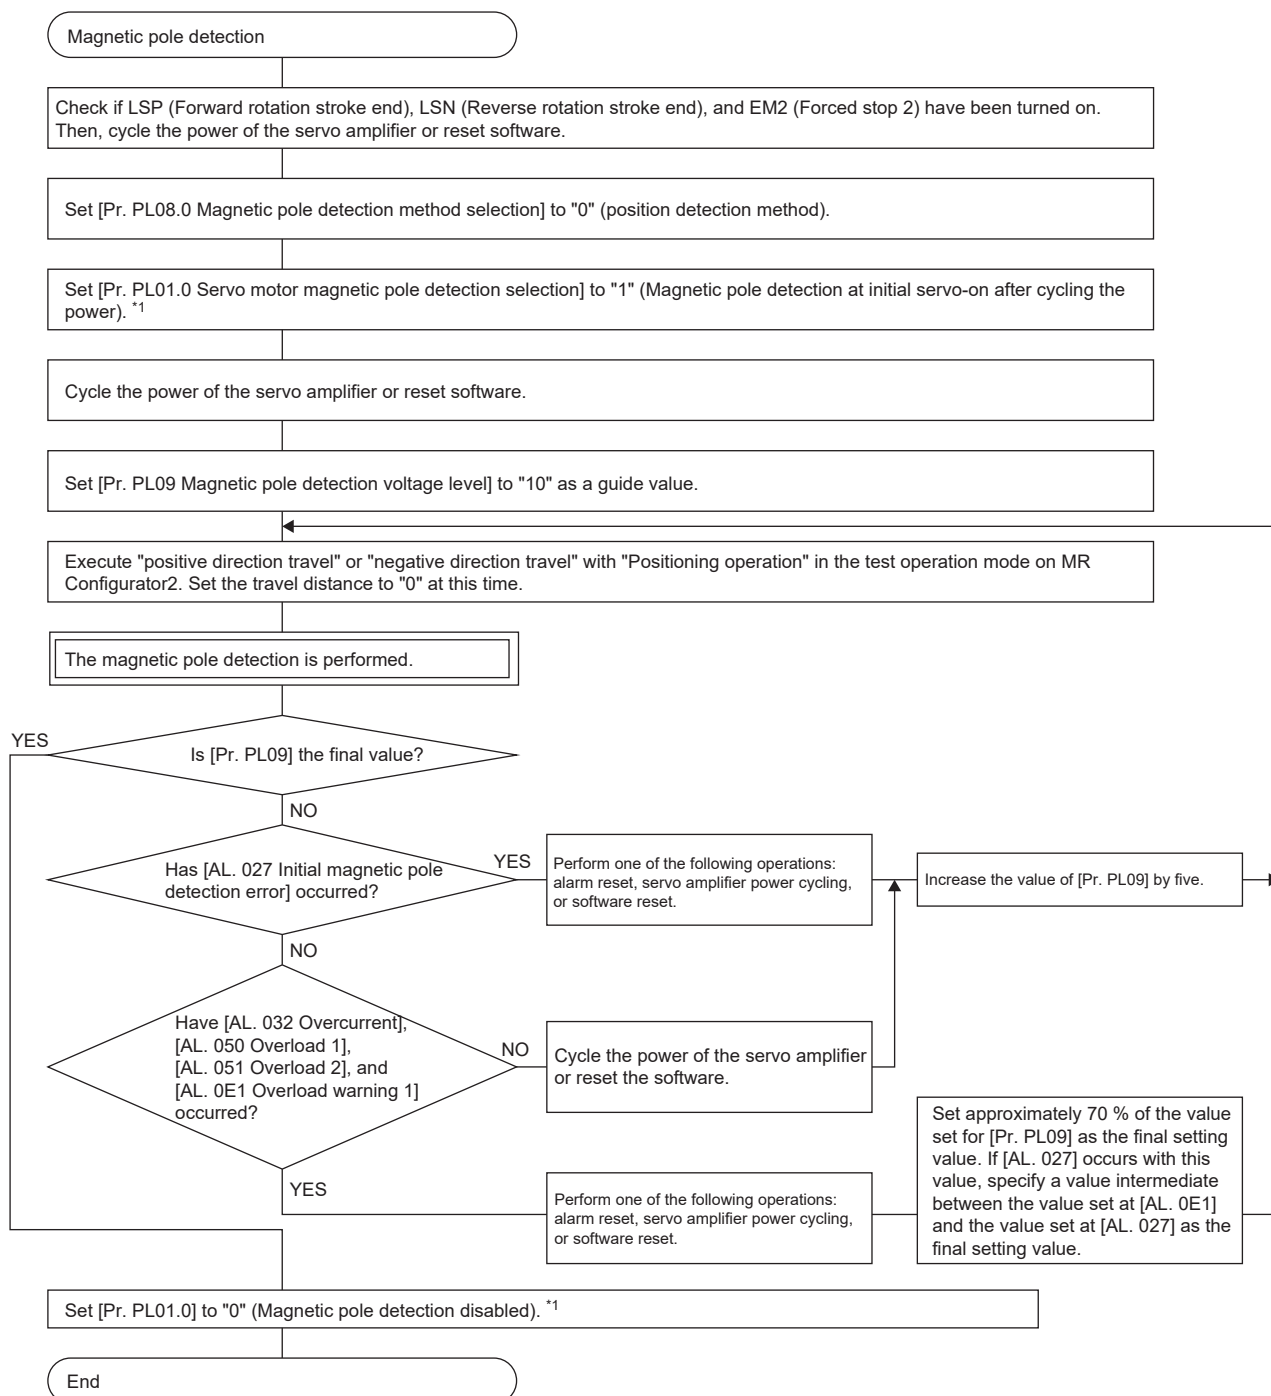 Magnetic pole detection
Check if LSP (Forward rotation stroke end), LSN (Reverse rotation stroke end), and EM2 (Forced stop 2) have been turned on.
Then, cycle the power of the servo amplifier or reset software.
Set [Pr. PL08.0 Magnetic pole detection method selection] to "0" (position detection method).
Set [Pr. PL01.0 Servo motor magnetic pole detection selection] to "1" (Magnetic pole detection at initial servo-on after cycling the
power). *1
Cycle the power of the servo amplifier or reset software.
Set [Pr. PL09 Magnetic pole detection voltage level] to "10" as a guide value.
Execute "positive direction travel" or "negative direction travel" with "Positioning operation" in the test operation mode on MR
Configurator2. Set the travel distance to "0" at this time.
The magnetic pole detection is performed.
YES
Is [Pr. PL09] the final value?
NO
Has [AL. 027 Initial magnetic pole
detection error] occurred?
YES
Perform one of the following operations:
alarm reset, servo amplifier power cycling,
or software reset.
Increase the value of [Pr. PL09] by five.
NO
Have [AL. 032 Overcurrent],
[AL. 050 Overload 1],
[AL. 051 Overload 2], and
[AL. 0E1 Overload warning 1]
occurred?
NO
Cycle the power of the servo amplifier
or reset the software.
YES
Perform one of the following operations:
alarm reset, servo amplifier power cycling,
or software reset.
Set approximately 70 % of the value
set for [Pr. PL09] as the final setting
value. If [AL. 027] occurs with this
value, specify a value intermediate
between the value set at [AL. 0E1]
and the value set at [AL. 027] as the
final setting value.
Set [Pr. PL01.0] to "0" (Magnetic pole detection disabled). *1
End